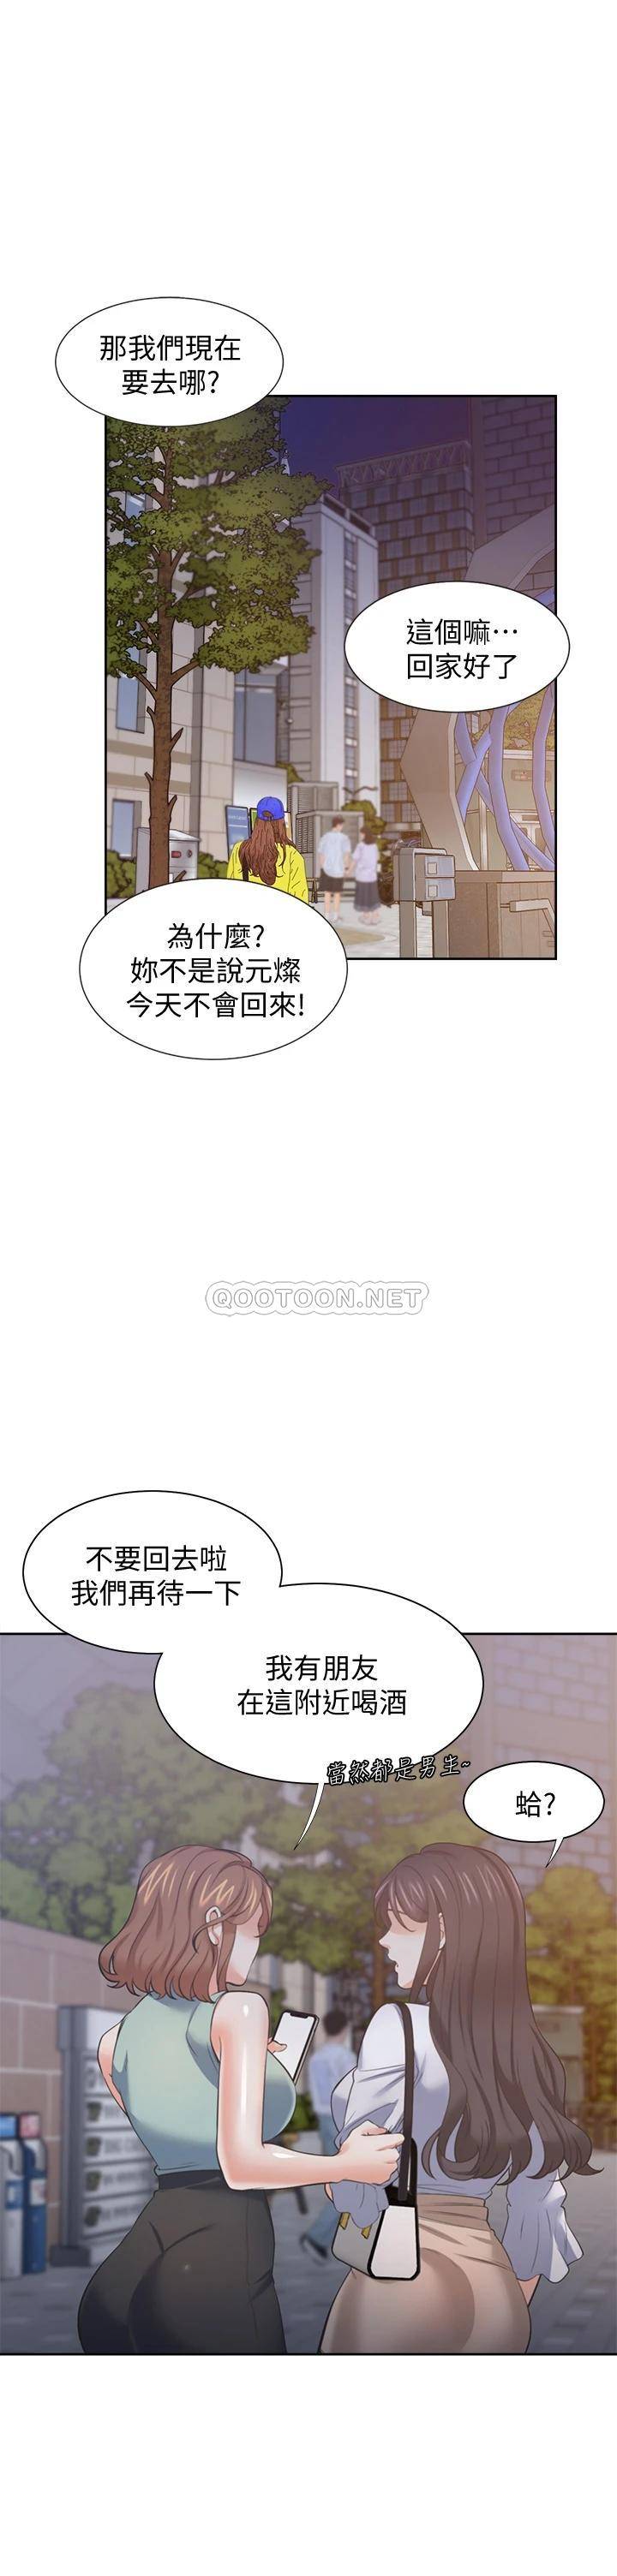 那我們現在
要去哪?
這個嘛⋯
回家好了
為什麼?
妳不是說元燦
今天不會回來!
QOOTOON.NET
不要回去啦
我們再待一下
我有朋友
在這附近喝酒
當然都是男生~
蛤?